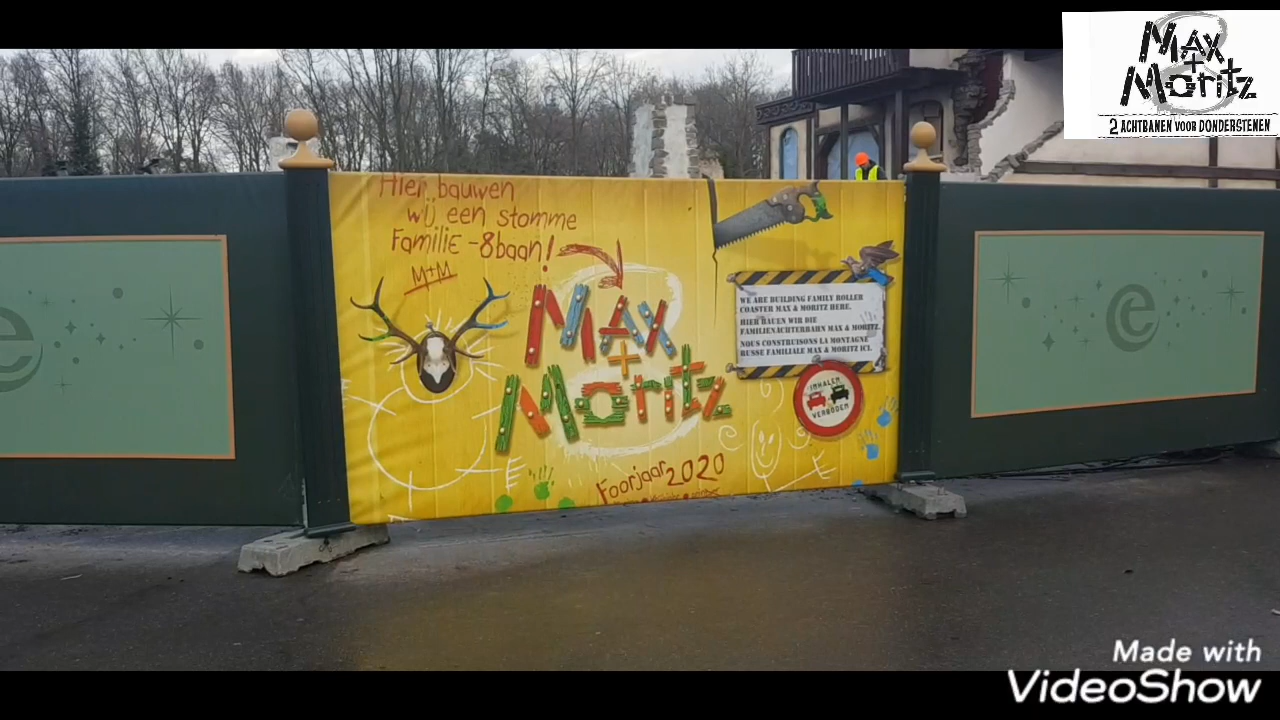 MAX
+
MORITZ
2 ACHTBANEN VOOR DONDERSTENEN
Hier bauwen
wij een stomme
Familie -8baan!
M+M
MAX
+
MORITZ
Foorjaar 2020
WE ARE BUILDING FAMILY ROLLER
COASTER MAX & MORITZ HERE.
HIER BAUEN WIR DIE
FAMILIENACHTERBAHN MAX & MORITZ.
NOUS CONSTRUISONS LA MONTAGNE
RUSSE FAMILIALE MAX & MORITZ ICI.
INHALEN
VERBODEN
e
e
Made with
VideoShow